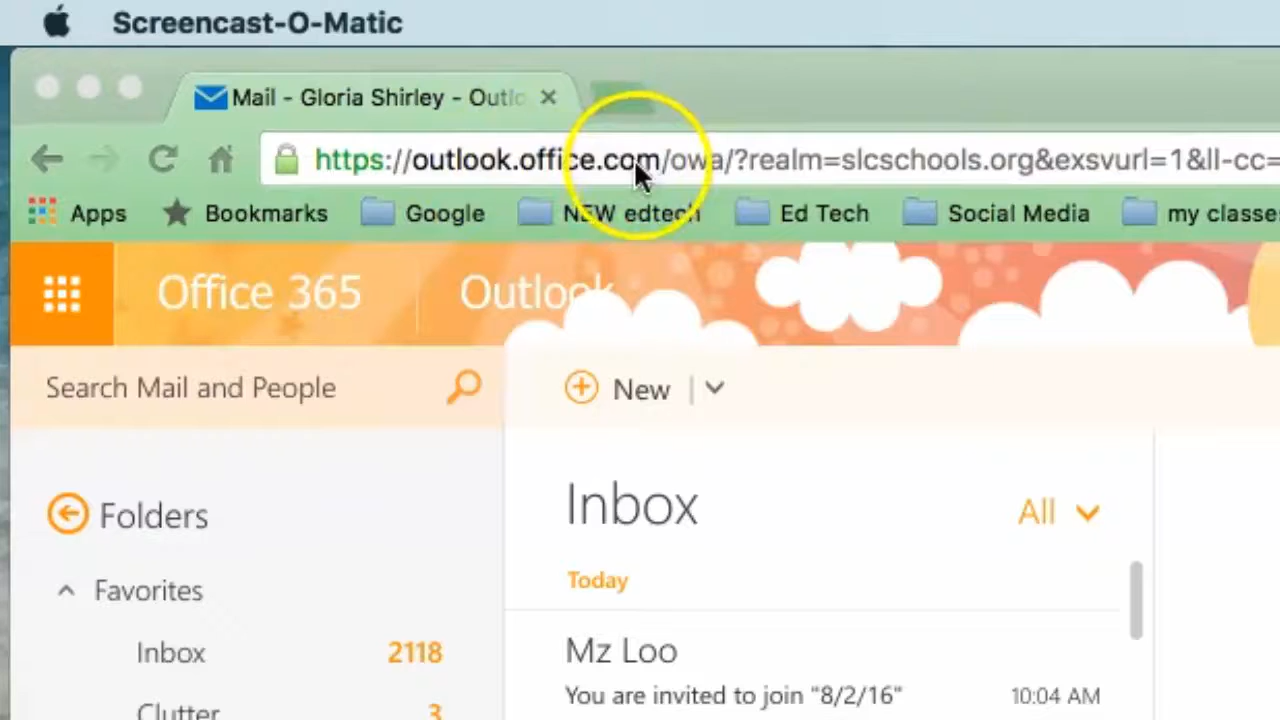 Screencast-O-Matic
Mail - Gloria Shirley - Outlo
https://outlook.office.com/owa/?realm=slcschools.org&exsvurl=1&ll-cc=
Apps Bookmarks Google NEW edtech Ed Tech Social Media my classe
Office 365 Outlook
Search Mail and People New
Folders Inbox All
Today
Favorites
Inbox 2118 Mz Loo
You are invited to join "8/2/16" 10:04 AM
Clutter 3